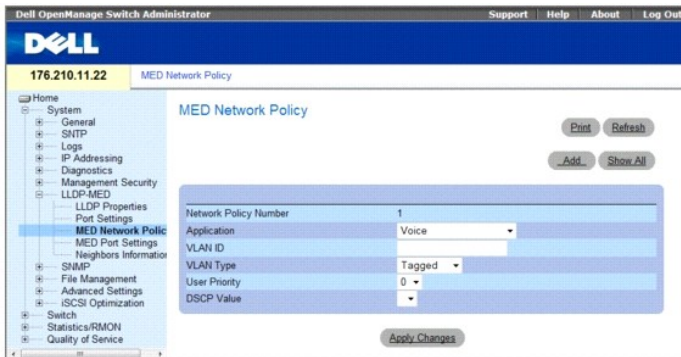 Dell OpenManage Switch Administrator Support Help About Log Out
DELL
176.210.11.22 MED Network Policy
Home
System
General
SNTP
Logs
IP Addressing
Diagnostics
Management Security
LLDP-MED
LLDP Properties
Port Settings
MED Network Polic
MED Port Settings
Neighbors Information
SNMP
File Management
Advanced Settings
iSCSI Optimization
Switch
Statistics/RMON
Quality of Service
MED Network Policy
Print Refresh
Add Show All
Network Policy Number 1
Application Voice
VLAN ID
VLAN Type Tagged
User Priority 0
DSCP Value
Apply Changes